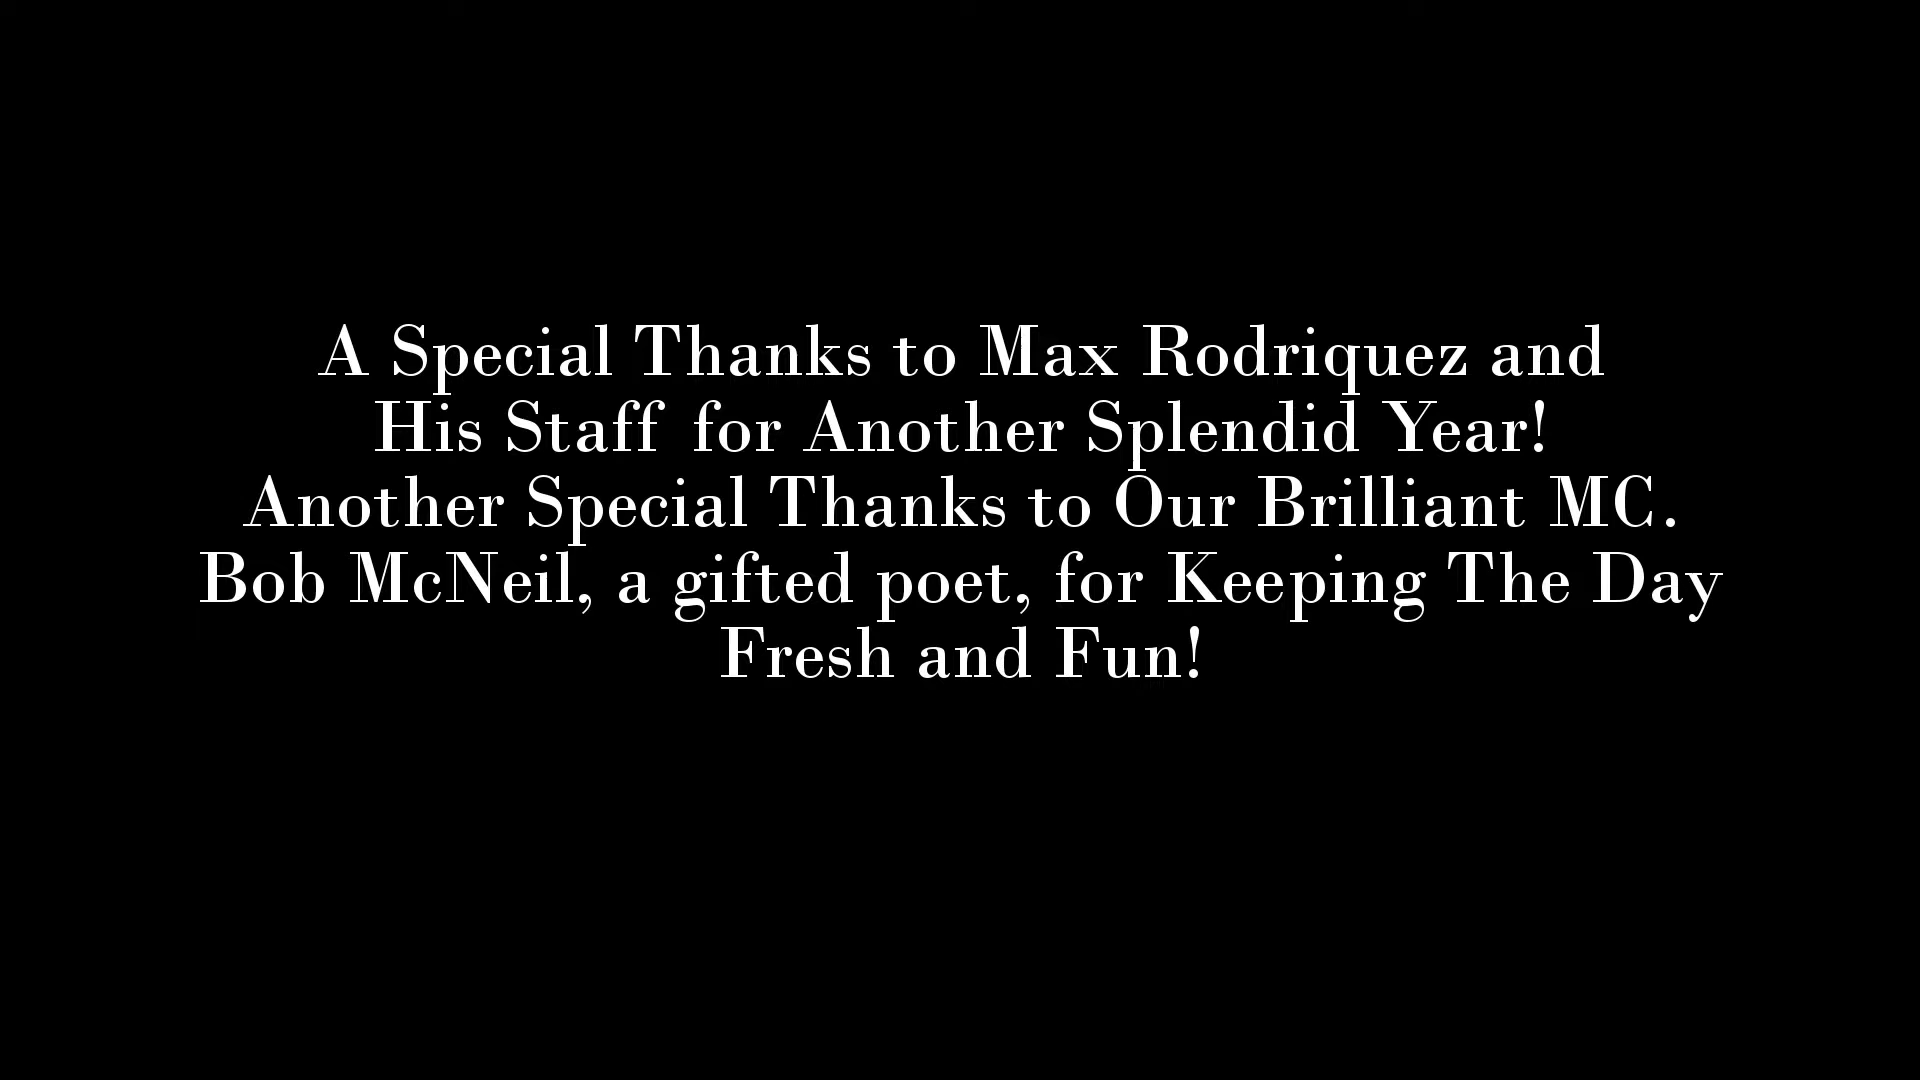 A Special Thanks to Max Rodriquez and
His Staff for Another Splendid Year!
Another Special Thanks to Our Brilliant MC.
Bob McNeil, a gifted poet, for Keeping The Day
Fresh and Fun!